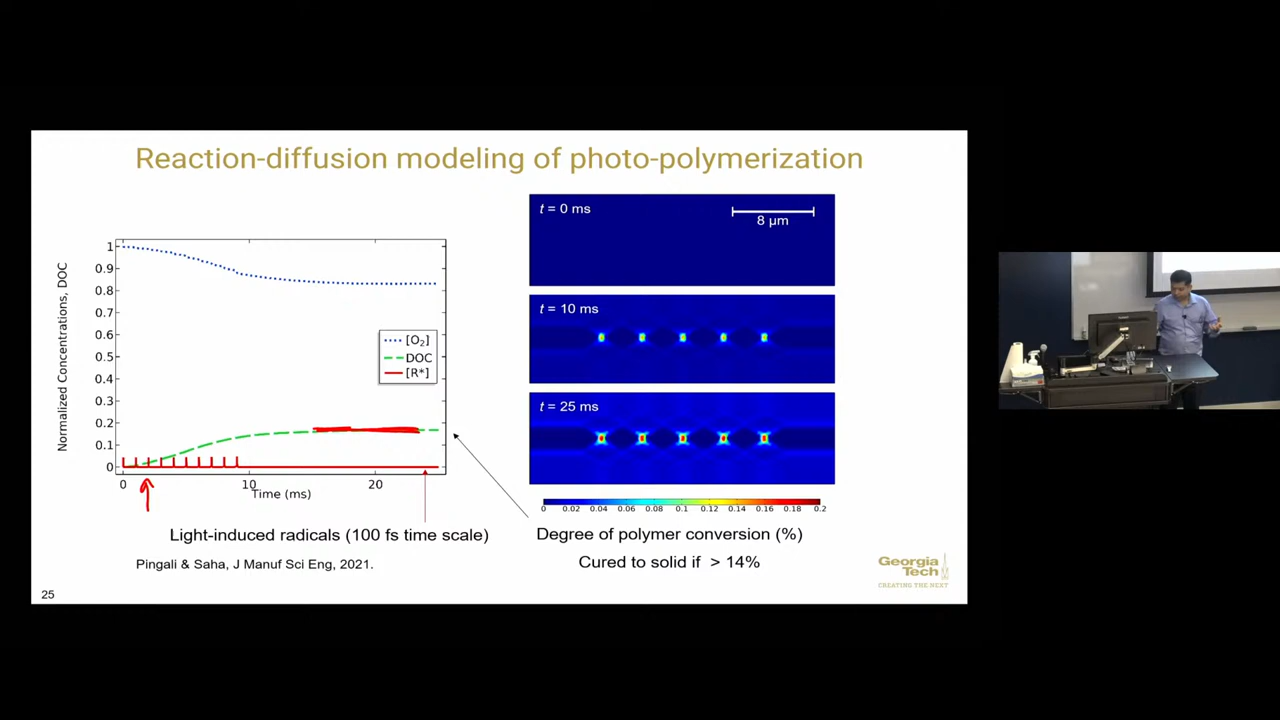 Reaction-diffusion modeling of photo-polymerization
Normalized Concentrations, DOC
1
0.9
0.8
0.7
0.6
0.5
0.4
0.3
0.2
0.1
0
0 10 20
Time (ms)
[O₂]
DOC
[R*]
t = 0 ms
8 μm
t = 10 ms
t = 25 ms
0 0.02 0.04 0.06 0.08 0.1 0.12 0.14 0.16 0.18 0.2
Light-induced radicals (100 fs time scale)
Degree of polymer conversion (%)
Cured to solid if > 14%
Pingali & Saha, J Manuf Sci Eng, 2021.
Georgia
Tech
CREATING THE NEXT
25